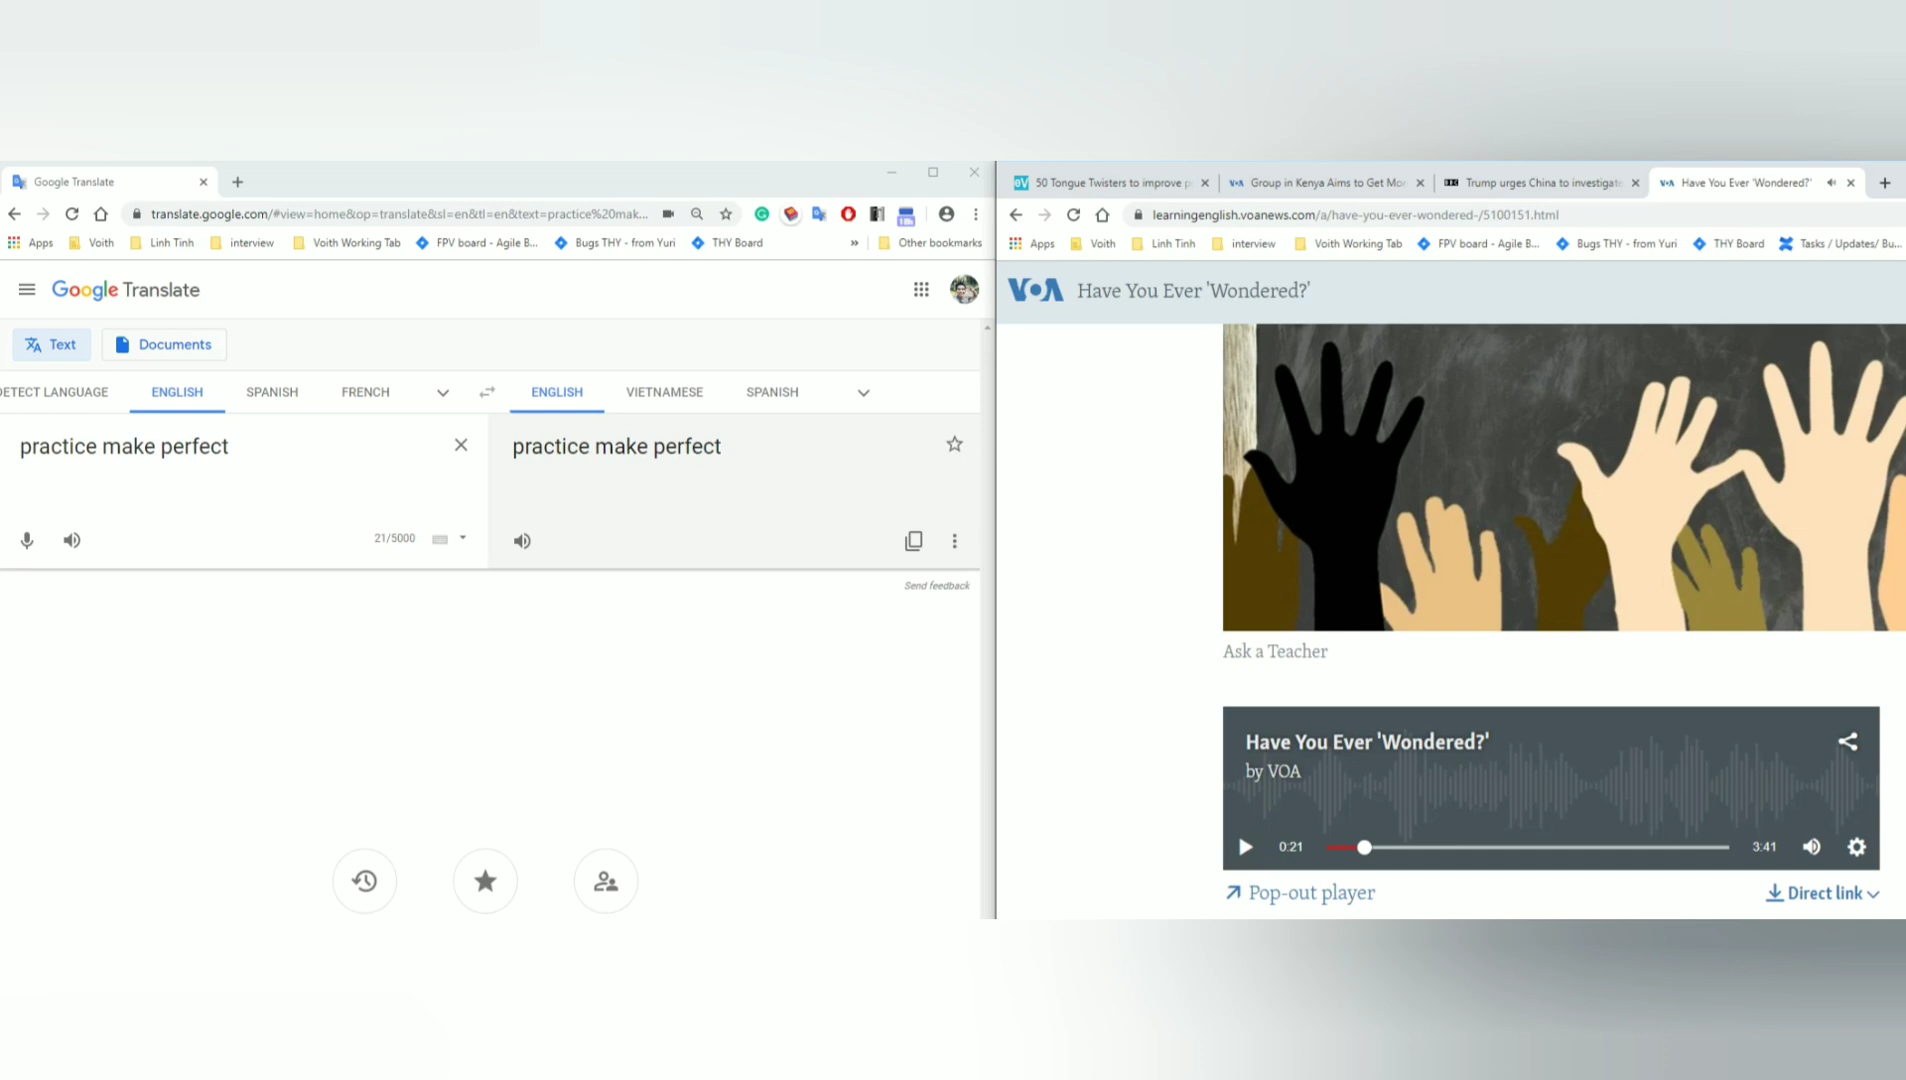 Google Translate
translate.google.com/#view=home&op=translate&sl=en&tl=en&text=practice%20mak...
Apps Voith Linh Tinh interview Voith Working Tab FPV board - Agile B... Bugs THY - from Yuri THY Board » Other bookmarks
Google Translate
Text Documents
DETECT LANGUAGE ENGLISH SPANISH FRENCH ENGLISH VIETNAMESE SPANISH
practice make perfect practice make perfect
21/5000
Send feedback
50 Tongue Twisters to improve p Group in Kenya Aims to Get Mor Trump urges China to investigate Have You Ever 'Wondered?'
learningenglish.voanews.com/a/have-you-ever-wondered-/5100151.html
Apps Voith Linh Tinh interview Voith Working Tab FPV board - Agile B... Bugs THY - from Yuri THY Board Tasks / Updates/ Bu...
VOA Have You Ever 'Wondered?'
Ask a Teacher
Have You Ever 'Wondered?'
by VOA
0:21 3:41
Pop-out player Direct link